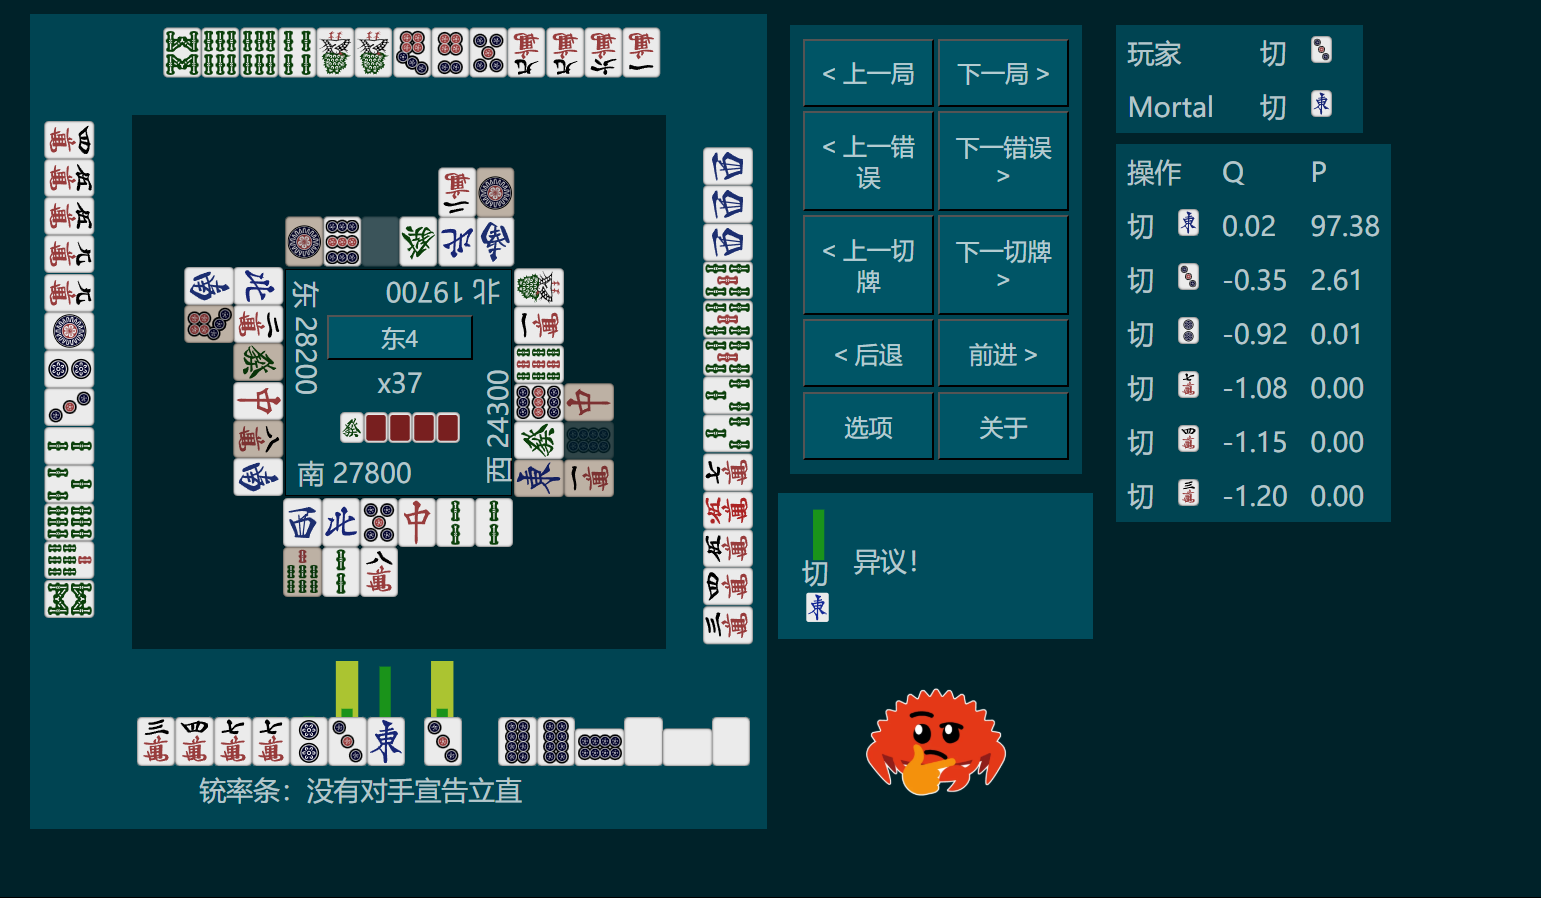 < 上一局
下一局 >
< 上一错
误
下一错误
>
< 上一切
牌
下一切牌
>
< 后退
前进 >
选项
关于
玩家 切
Mortal 切
操作 Q P
切 0.02 97.38
切 -0.35 2.61
切 -0.92 0.01
切 -1.08 0.00
切 -1.15 0.00
切 -1.20 0.00
北 19700
东 28200
东4
x37
西 24300
南 27800
切
异议！
铳率条：没有对手宣告立直